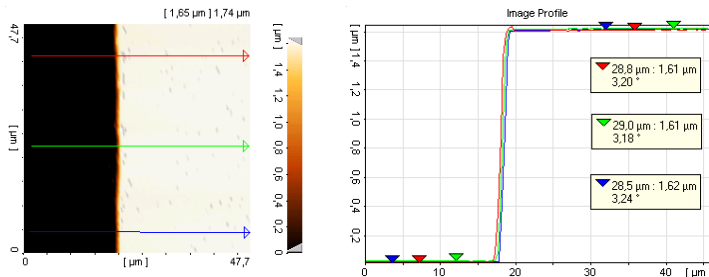 [ 1,65 µm ] 1,74 µm
47,7
[ µm ]
0
0
[ µm ]
47,7
[ µm ]
1,4
1,2
1,0
0,8
0,6
0,4
0,2
0
Image Profile
[ µm ]
1,4
1,2
1,0
0,8
0,6
0,4
0,2
28,8 µm : 1,61 µm
3,20 °
29,0 µm : 1,61 µm
3,18 °
28,5 µm : 1,62 µm
3,24 °
0
10
20
30
40
[ µm